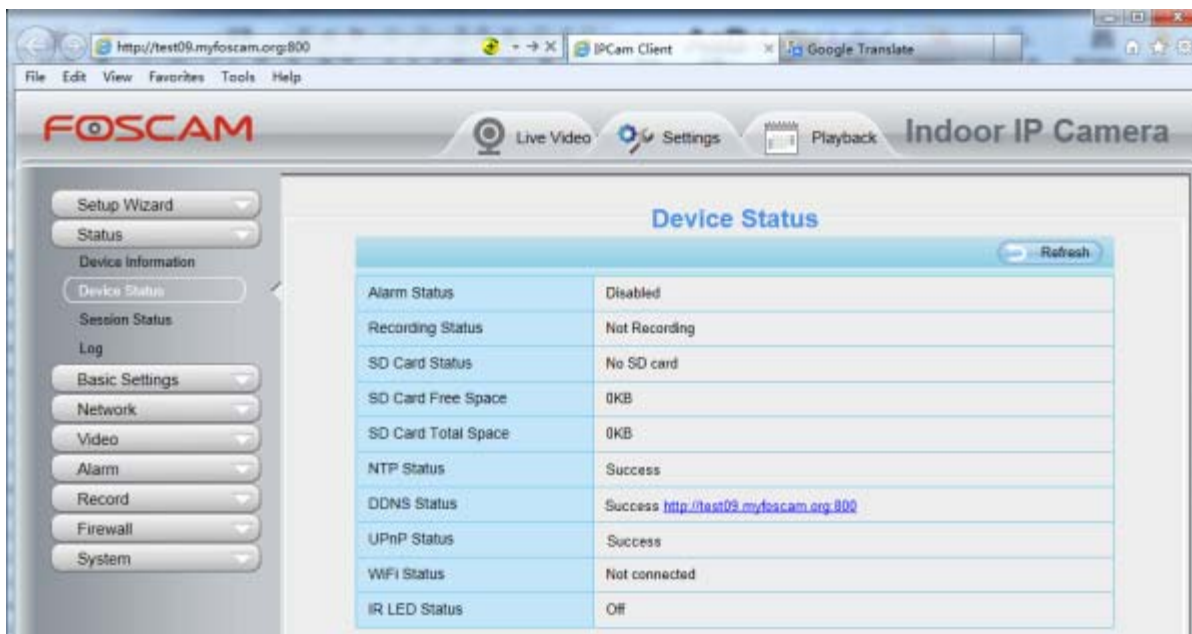 http://test09.myfoscam.org:800
IPCam Client
Google Translate
File Edit View Favorites Tools Help
FOSCAM
Live Video
Settings
Playback
Indoor IP Camera
Setup Wizard
Status
Device Information
Device Status
Session Status
Log
Basic Settings
Network
Video
Alarm
Record
Firewall
System
Device Status
Refresh
Alarm Status Disabled
Recording Status Not Recording
SD Card Status No SD card
SD Card Free Space 0KB
SD Card Total Space 0KB
NTP Status Success
DDNS Status Success http://test09.myfoscam.org:800
UPnP Status Success
WiFi Status Not connected
IR LED Status Off